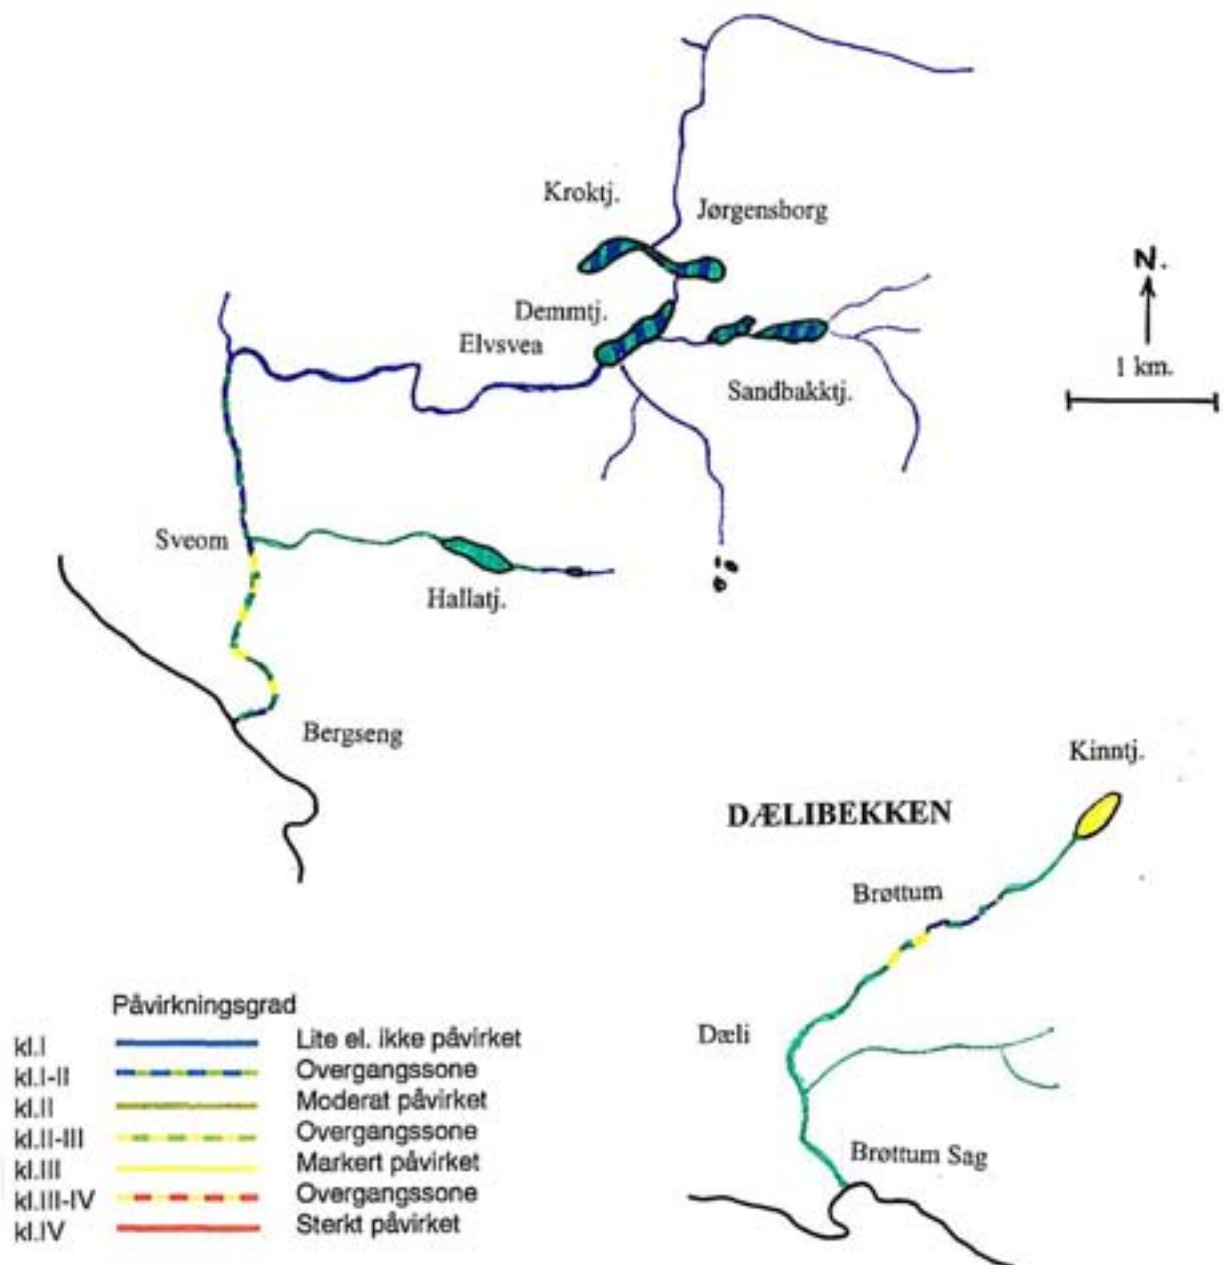 Kroktj.
Jørgensborg
N.
Demmtj.
Elvsvea
1 km.
Sandbakktj.
Sveom
Hallatj.
Bergseng
Kinntj.
DÆLIBEKKEN
Brøttum
Påvirkningsgrad
Dæli
kl.I Lite el. ikke påvirket
kl.I-II Overgangssone
kl.II Moderat påvirket
kl.II-III Overgangssone
kl.III Markert påvirket
kl.III-IV Overgangssone
kl.IV Sterkt påvirket
Brøttum Sag